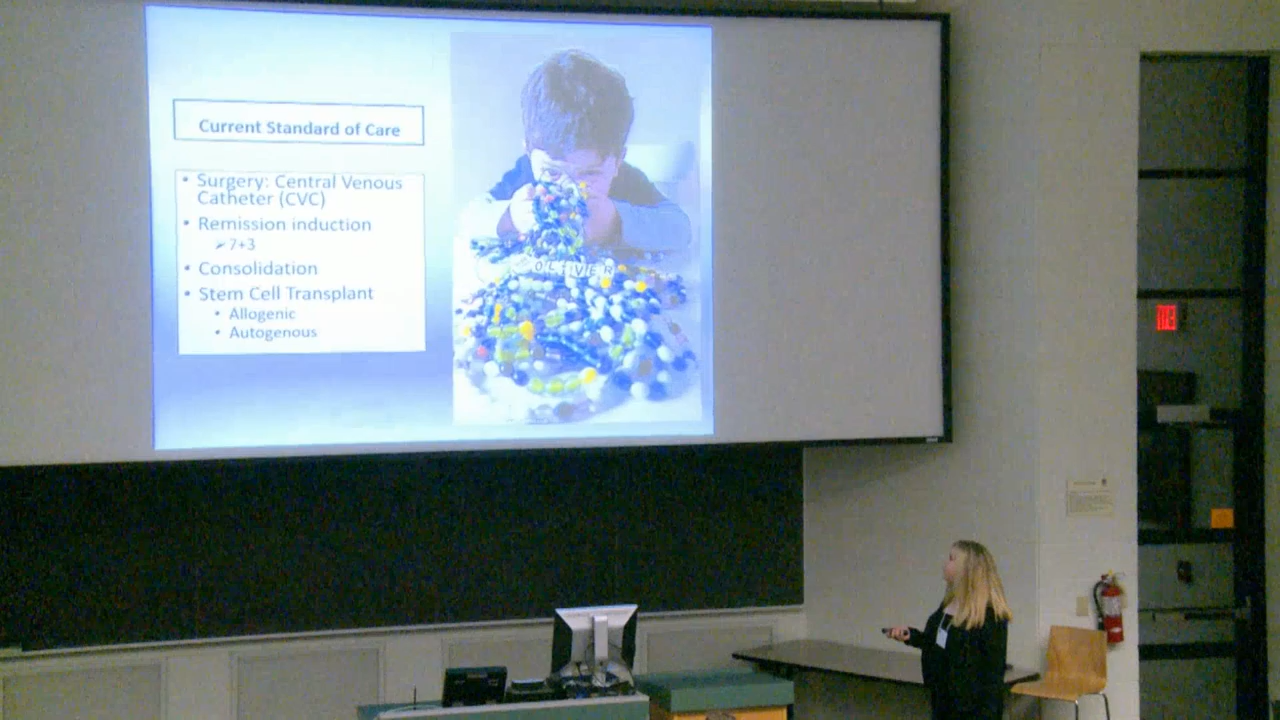 Current Standard of Care
• Surgery: Central Venous
Catheter (CVC)
• Remission induction
➢ 7+3
• Consolidation
• Stem Cell Transplant
• Allogenic
• Autogenous
OLIVER